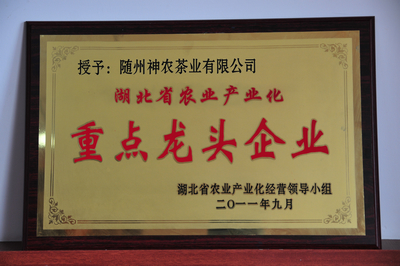 授予：随州神农茶业有限公司
湖北省农业产业化
重点龙头企业
湖北省农业产业化经营领导小组
二〇一一年九月